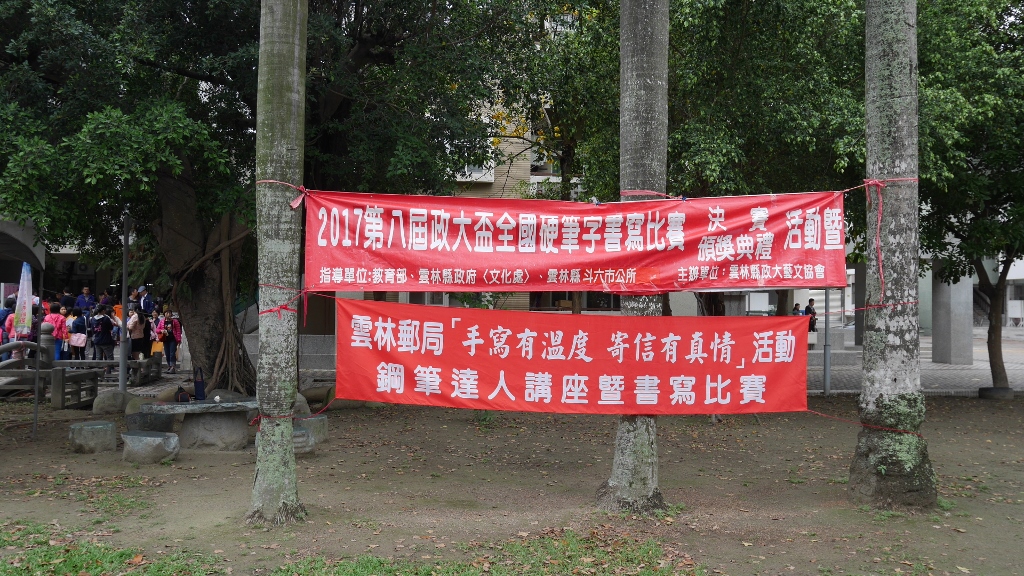 2017第八屆政大盃全國硬筆字書寫比賽 決賽 活動暨
頒獎典禮
指導單位:教育部、雲林縣政府〈文化處〉、雲林縣斗六市公所 主辦單位:雲林縣政大藝文協會
雲林郵局「手寫有溫度 寄信有真情」活動
鋼筆達人講座暨書寫比賽